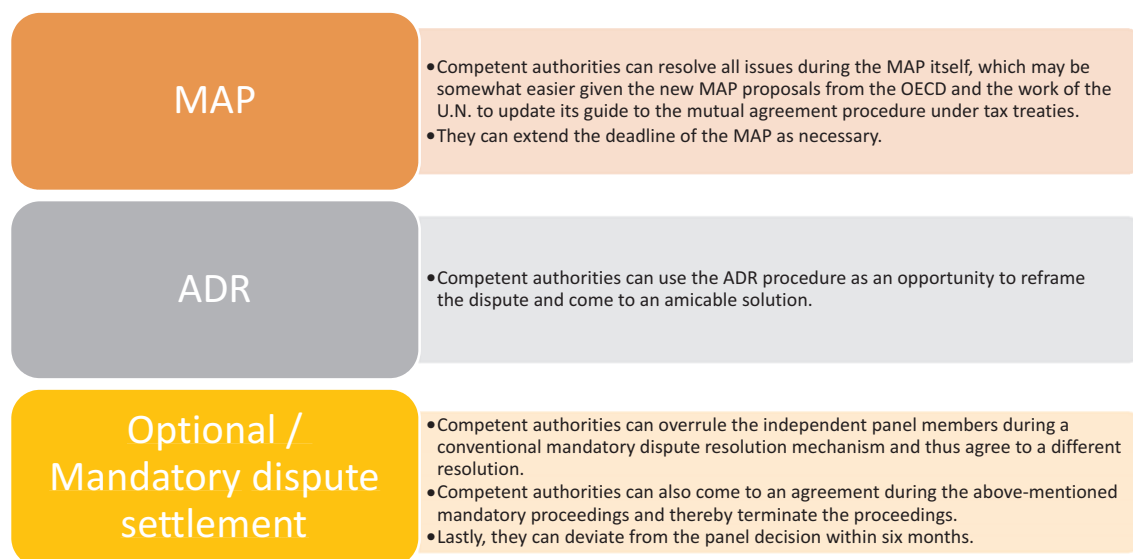 MAP
•Competent authorities can resolve all issues during the MAP itself, which may be
somewhat easier given the new MAP proposals from the OECD and the work of the
U.N. to update its guide to the mutual agreement procedure under tax treaties.
•They can extend the deadline of the MAP as necessary.
ADR
•Competent authorities can use the ADR procedure as an opportunity to reframe
the dispute and come to an amicable solution.
Optional /
Mandatory dispute
settlement
•Competent authorities can overrule the independent panel members during a
conventional mandatory dispute resolution mechanism and thus agree to a different
resolution.
•Competent authorities can also come to an agreement during the above-mentioned
mandatory proceedings and thereby terminate the proceedings.
•Lastly, they can deviate from the panel decision within six months.